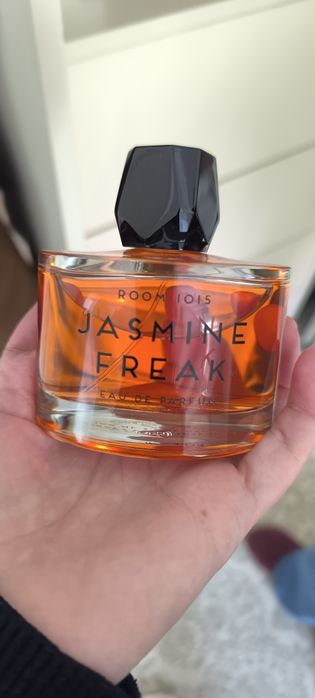 ROOM 1015
JASMINE
FREAK
EAU DE PARFUM